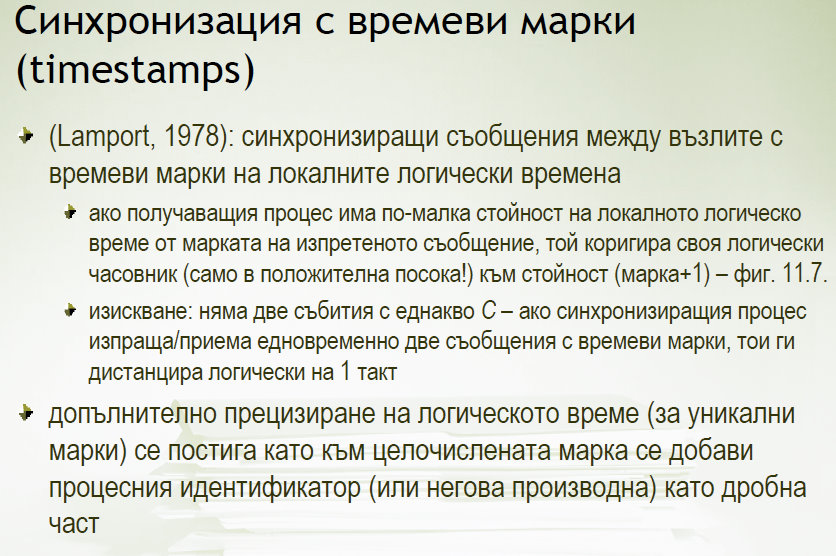 Синхронизация с времеви марки
(timestamps)
(Lamport, 1978): синхронизиращи съобщения между възлите с
времеви марки на локалните логически времена
ако получаващия процес има по-малка стойност на локалното логическо
време от марката на изпретеното съобщение, той коригира своя логически
часовник (само в положителна посока!) към стойност (марка+1) – фиг. 11.7.
изискване: няма две събития с еднакво C – ако синхронизиращия процес
изпраща/приема едновременно две съобщения с времеви марки, тои ги
дистанцира логически на 1 такт
допълнително прецизиране на логическото време (за уникални
марки) се постига като към целочислената марка се добави
процесния идентификатор (или негова производна) като дробна
част